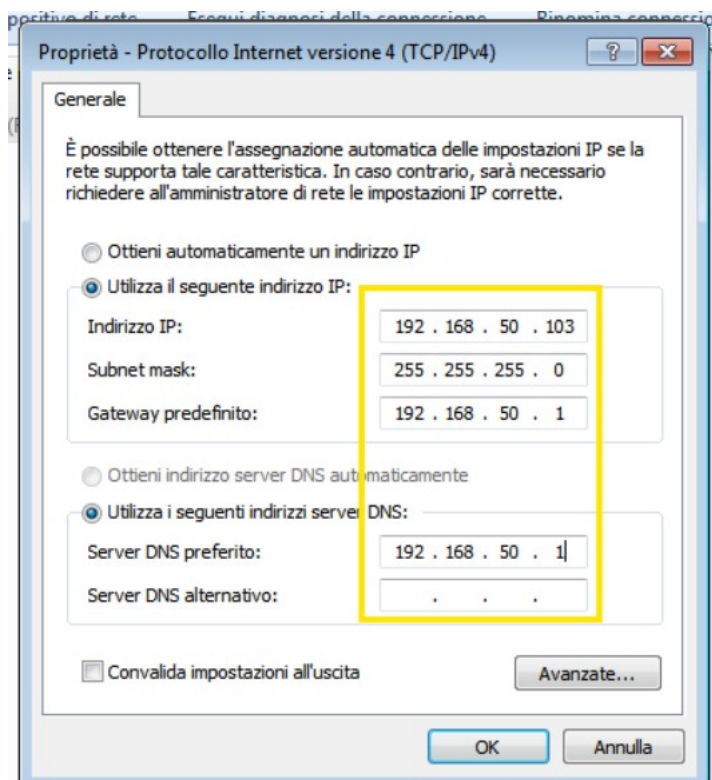 Esegui diagnosi della connessione
Proprietà - Protocollo Internet versione 4 (TCP/IPv4)
Generale
È possibile ottenere l'assegnazione automatica delle impostazioni IP se la
rete supporta tale caratteristica. In caso contrario, sarà necessario
richiedere all'amministratore di rete le impostazioni IP corrette.
Ottieni automaticamente un indirizzo IP
Utilizza il seguente indirizzo IP:
Indirizzo IP: 192 . 168 . 50 . 103
Subnet mask: 255 . 255 . 255 . 0
Gateway predefinito: 192 . 168 . 50 . 1
Ottieni indirizzo server DNS automaticamente
Utilizza i seguenti indirizzi server DNS:
Server DNS preferito: 192 . 168 . 50 . 1
Server DNS alternativo: . . .
Convalida impostazioni all'uscita
Avanzate...
OK Annulla